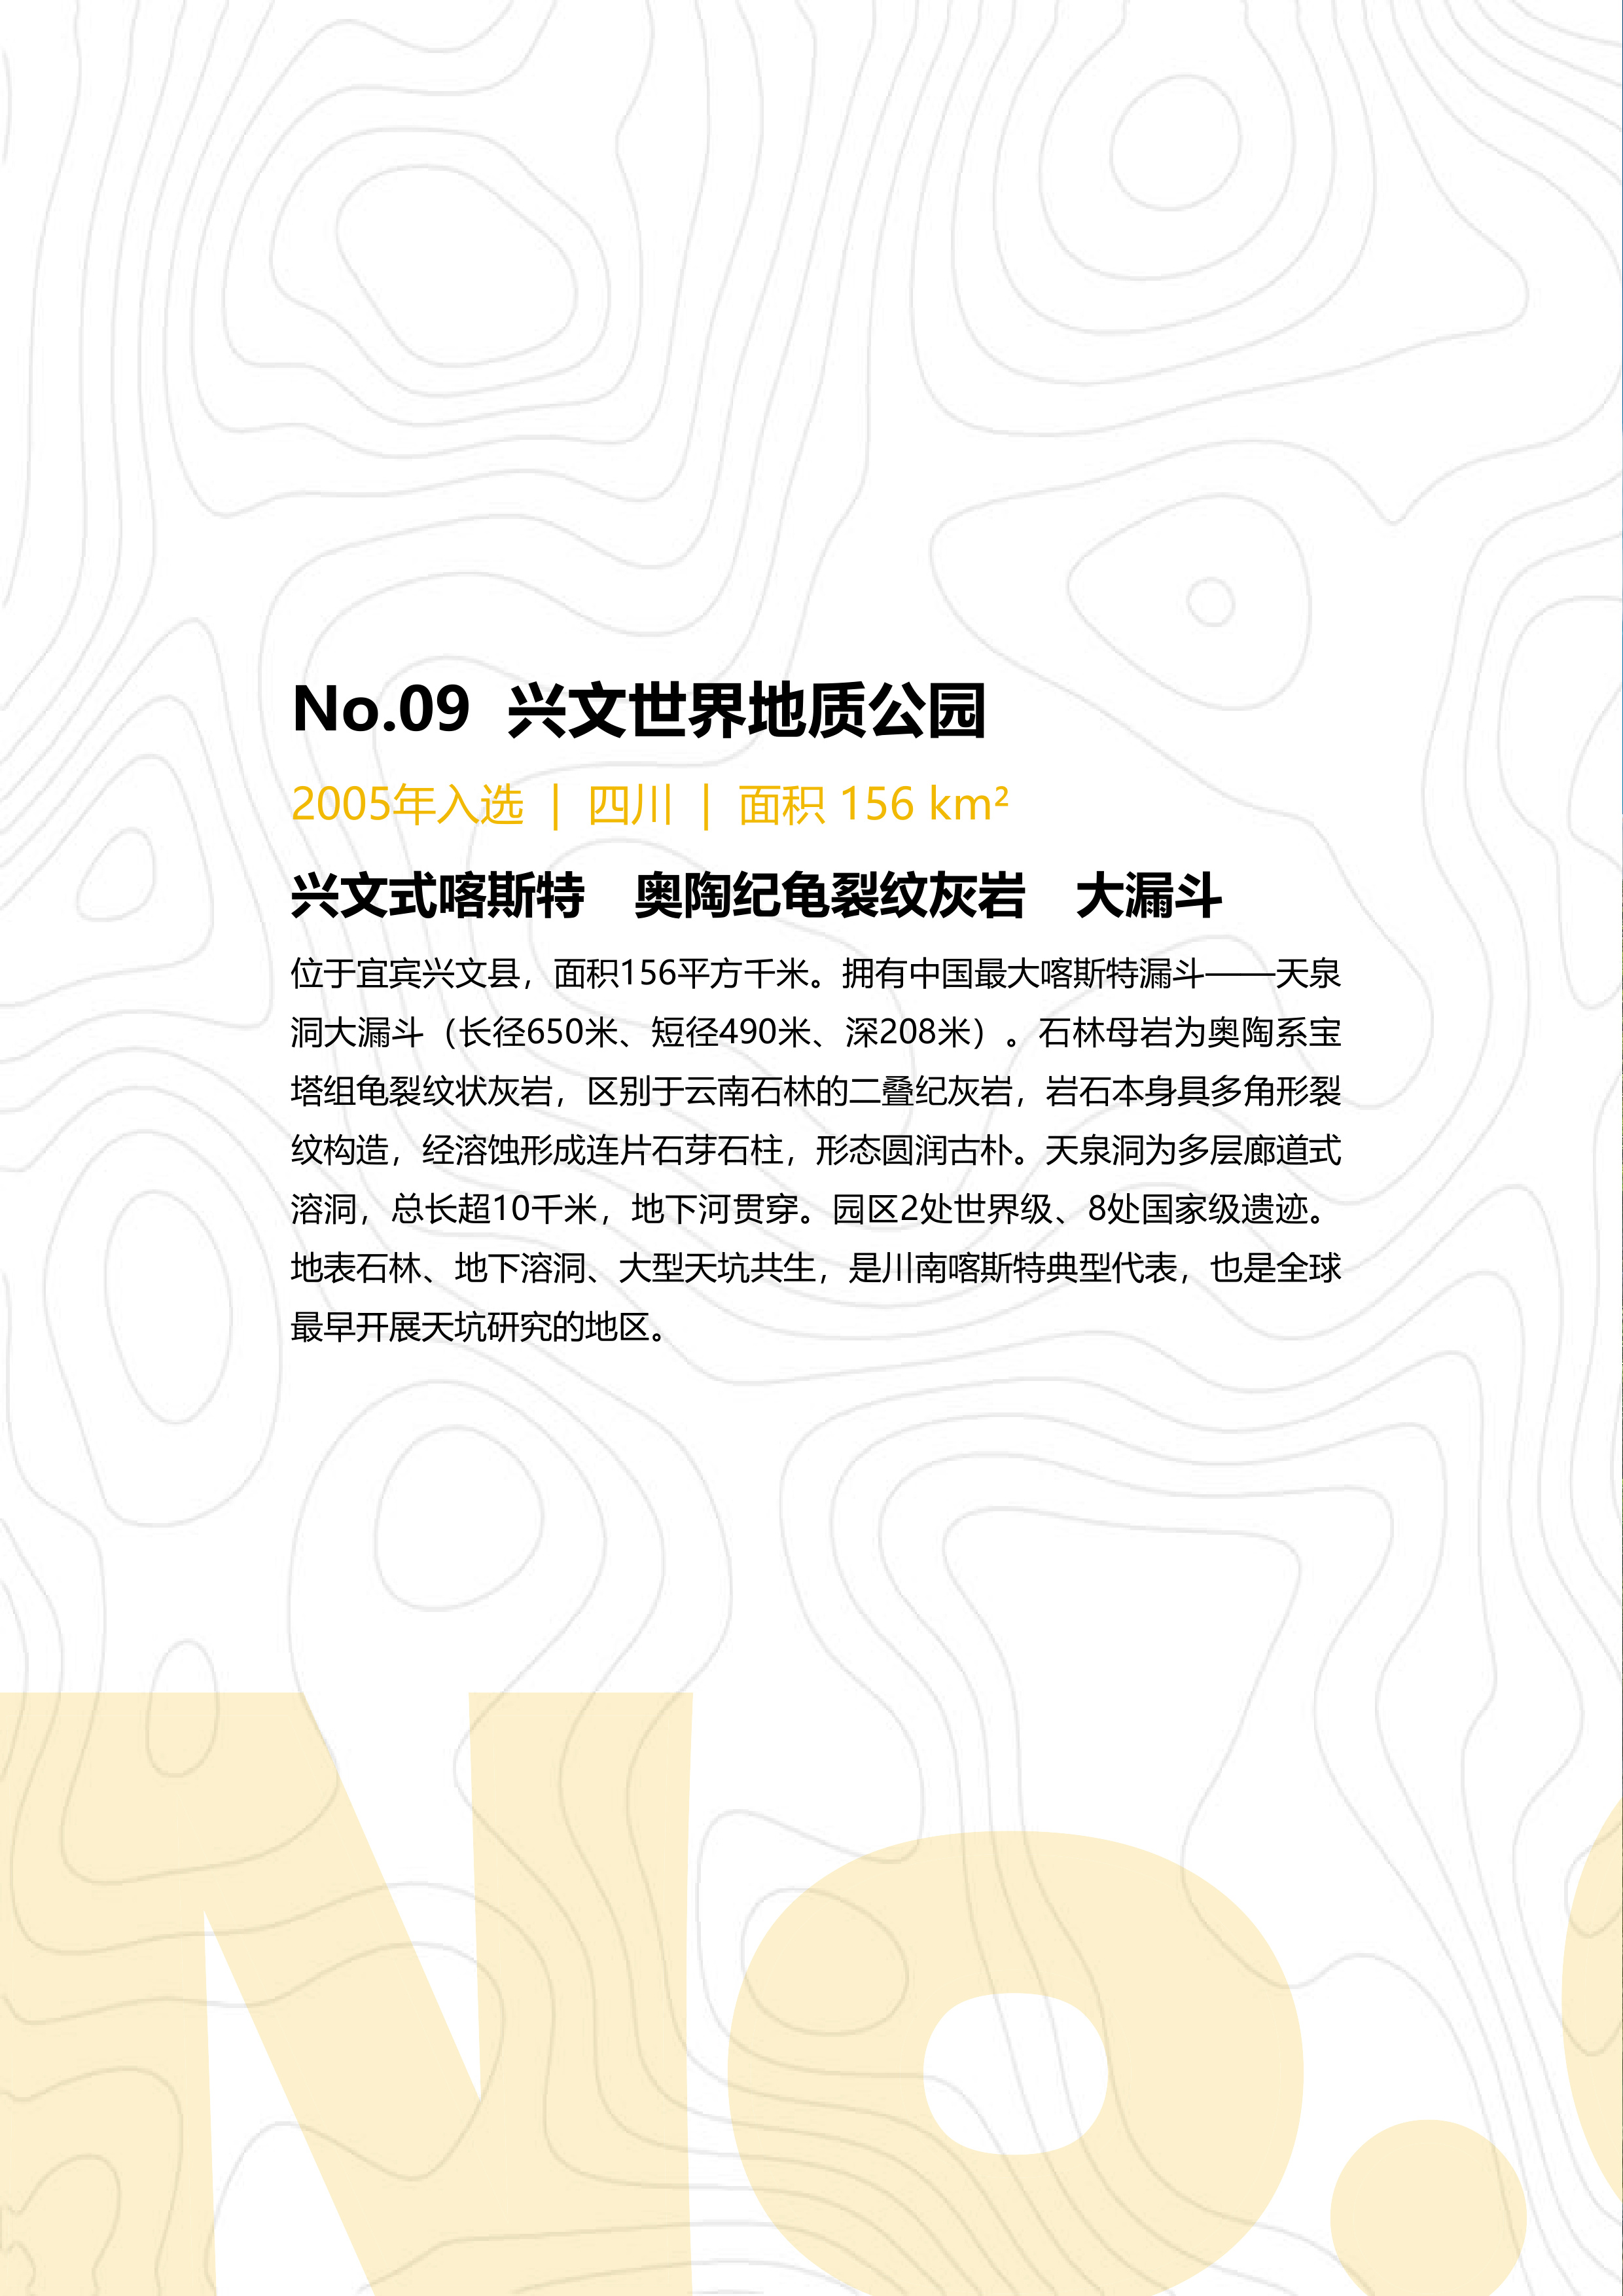 No.09 兴文世界地质公园
2005年入选 | 四川 | 面积 156 km²
兴文式喀斯特 奥陶纪龟裂纹灰岩 大漏斗
位于宜宾兴文县，面积156平方千米。拥有中国最大喀斯特漏斗——天泉
洞大漏斗（长径650米、短径490米、深208米）。石林母岩为奥陶系宝
塔组龟裂纹状灰岩，区别于云南石林的二叠纪灰岩，岩石本身具多角形裂
纹构造，经溶蚀形成连片石芽石柱，形态圆润古朴。天泉洞为多层廊道式
溶洞，总长超10千米，地下河贯穿。园区2处世界级、8处国家级遗迹。
地表石林、地下溶洞、大型天坑共生，是川南喀斯特典型代表，也是全球
最早开展天坑研究的地区。
No.